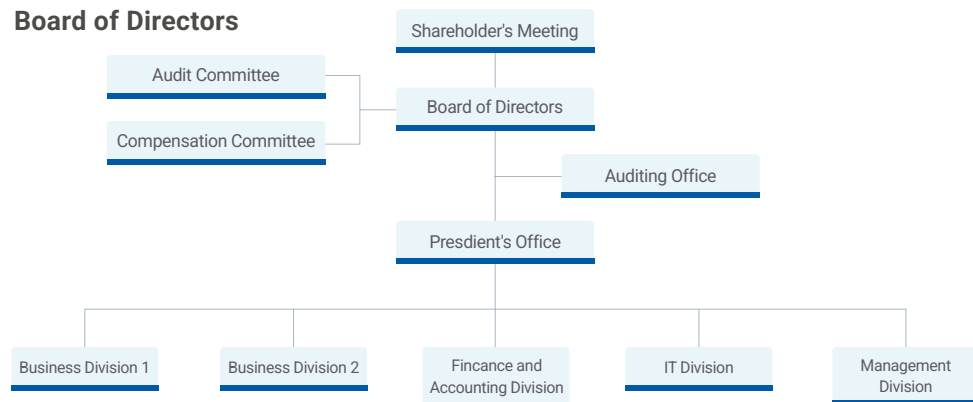 Board of Directors
Shareholder's Meeting
Audit Committee
Board of Directors
Compensation Committee
Auditing Office
Presdient's Office
Business Division 1
Business Division 2
Fincance and
Accounting Division
IT Division
Management
Division